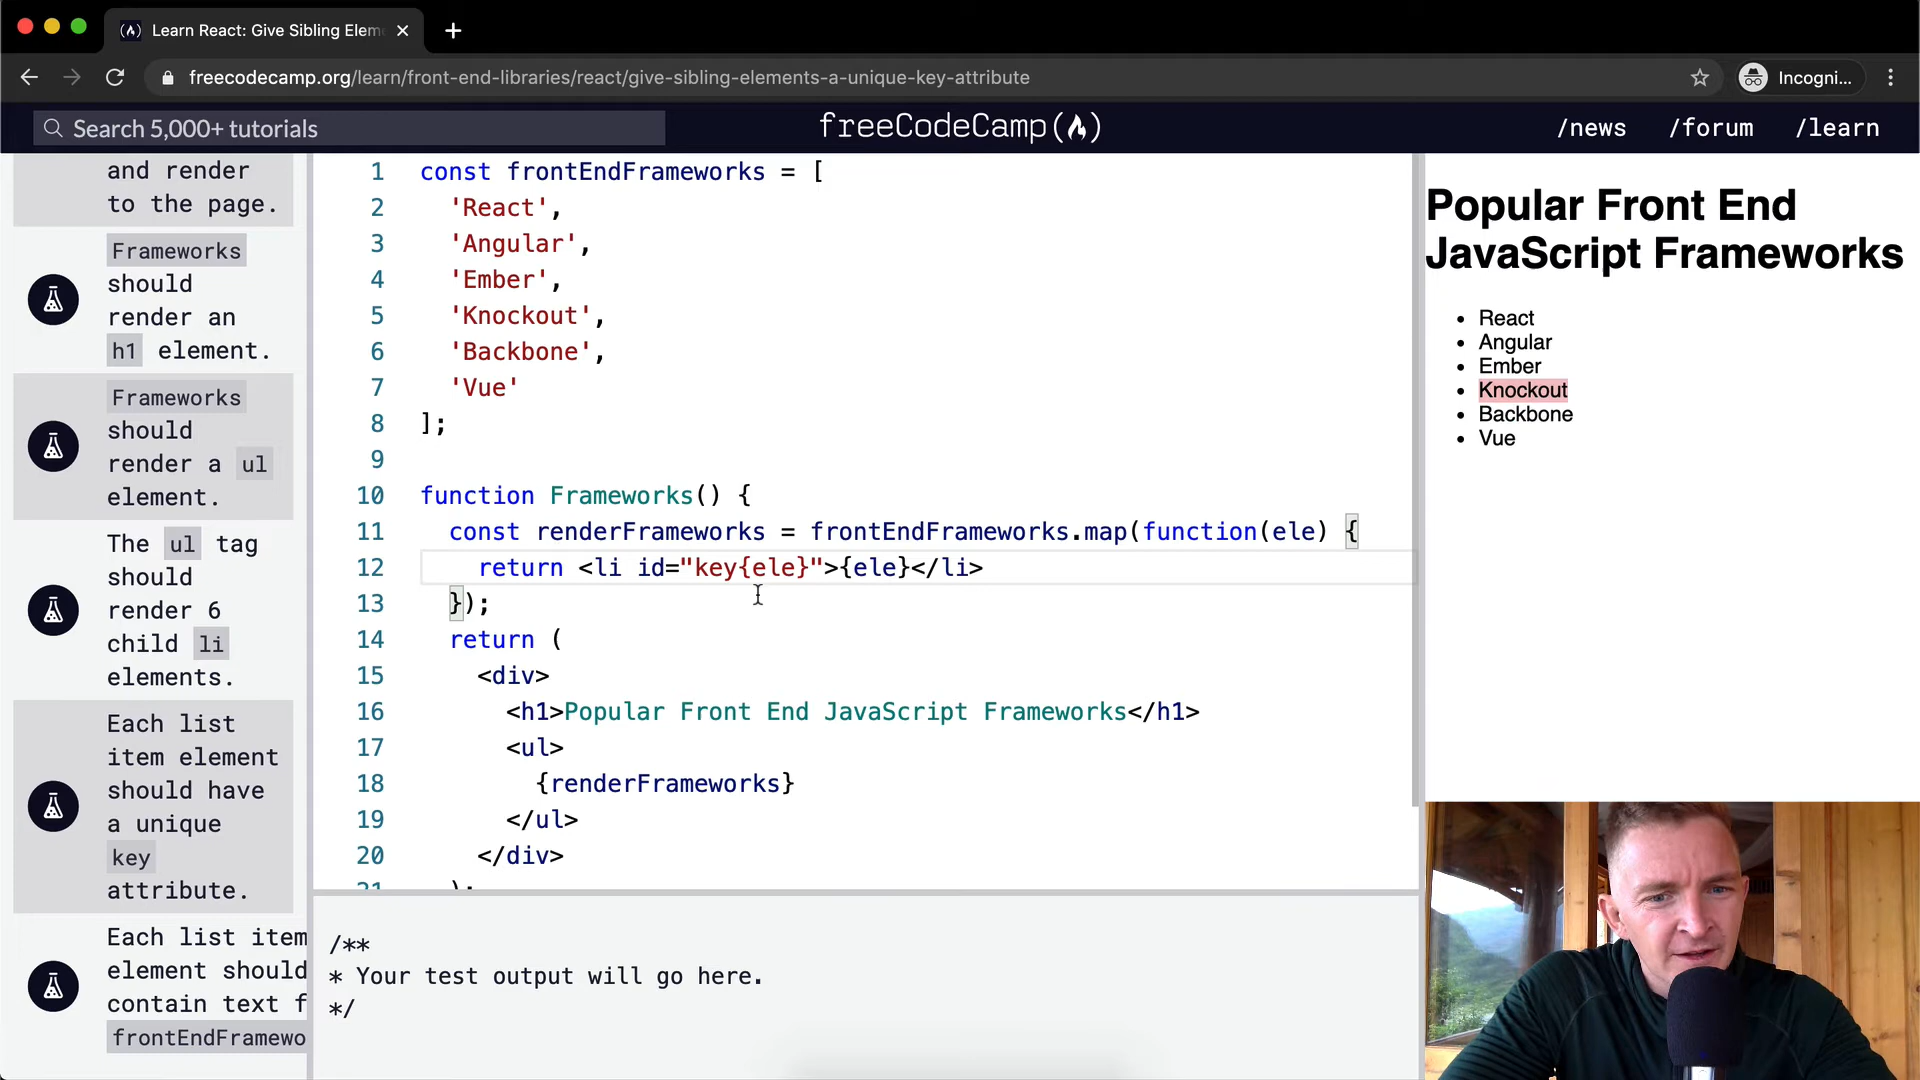 Learn React: Give Sibling Elem
freecodecamp.org/learn/front-end-libraries/react/give-sibling-elements-a-unique-key-attribute
Incogni...
Search 5,000+ tutorials
freeCodeCamp(🔥)
/news
/forum
/learn
and render
to the page.
Frameworks
should
render an
h1 element.
Frameworks
should
render a ul
element.
The ul tag
should
render 6
child li
elements.
Each list
item element
should have
a unique
key
attribute.
Each list item
element should
contain text f
frontEndFramewo
1 const frontEndFrameworks = [
2 'React',
3 'Angular',
4 'Ember',
5 'Knockout',
6 'Backbone',
7 'Vue'
8 ];
9
10 function Frameworks() {
11 const renderFrameworks = frontEndFrameworks.map(function(ele) {
12 return <li id="key{ele}">{ele}</li>
13 });
14 return (
15 <div>
16 <h1>Popular Front End JavaScript Frameworks</h1>
17 <ul>
18 {renderFrameworks}
19 </ul>
20 </div>
21 );
/**
* Your test output will go here.
*/
Popular Front End
JavaScript Frameworks
• React
• Angular
• Ember
• Knockout
• Backbone
• Vue